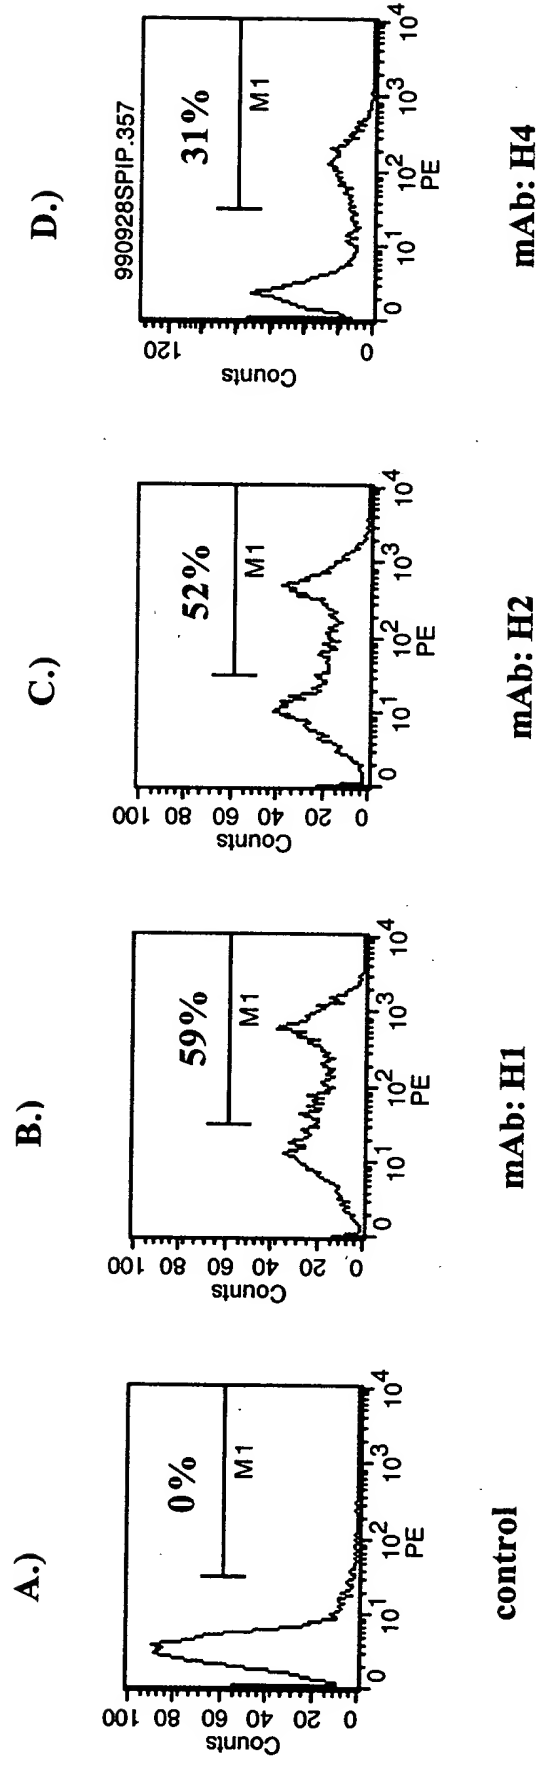 A.)
100 80 60 40 20 0
Counts
0%
M1
0 10^1 10^2 10^3 10^4
PE
control
B.)
100 80 60 40 20 0
Counts
59%
M1
0 10^1 10^2 10^3 10^4
PE
mAb: H1
C.)
100 80 60 40 20 0
Counts
52%
M1
0 10^1 10^2 10^3 10^4
PE
mAb: H2
D.)
990928SPIP.357
120 0
Counts
31%
M1
0 10^1 10^2 10^3 10^4
PE
mAb: H4